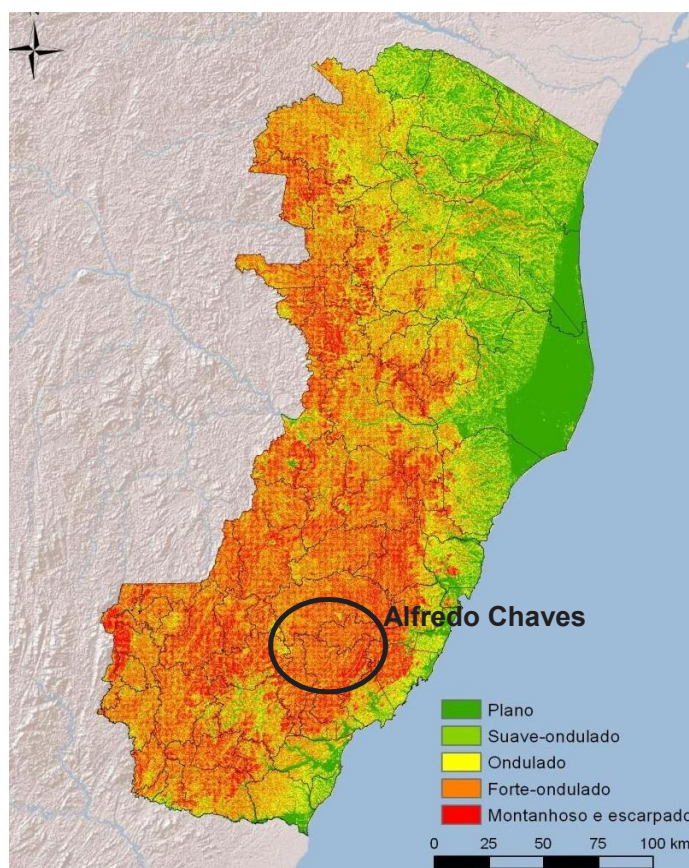 Alfredo Chaves
Plano
Suave-ondulado
Ondulado
Forte-ondulado
Montanhoso e escarpado
0 25 50 75 100 km